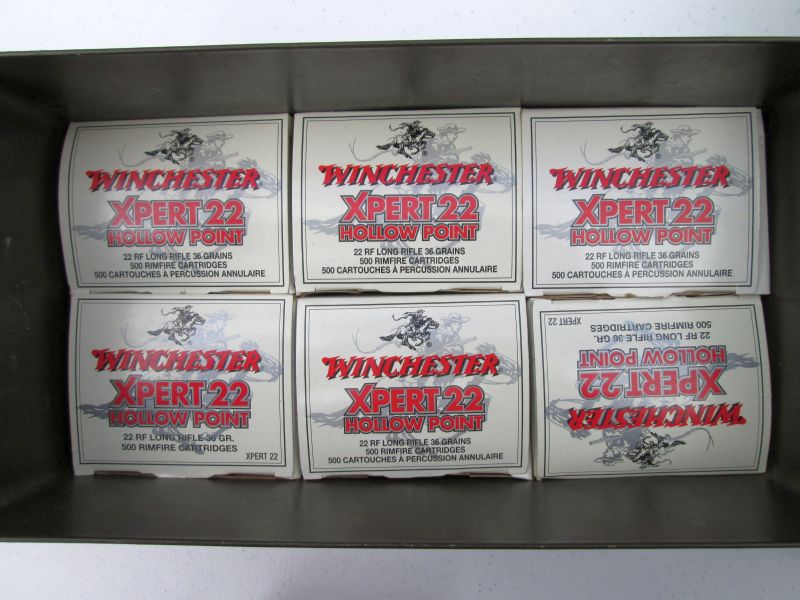 WINCHESTER
®
XPERT 22
HOLLOW POINT
22 RF LONG RIFLE 36 GRAINS
500 RIMFIRE CARTRIDGES
500 CARTOUCHES À PERCUSSION ANNULAIRE
WINCHESTER
®
XPERT 22
HOLLOW POINT
22 RF LONG RIFLE 36 GRAINS
500 RIMFIRE CARTRIDGES
500 CARTOUCHES À PERCUSSION ANNULAIRE
WINCHESTER
®
XPERT 22
HOLLOW POINT
22 RF LONG RIFLE 36 GRAINS
500 RIMFIRE CARTRIDGES
500 CARTOUCHES À PERCUSSION ANNULAIRE
WINCHESTER
®
XPERT 22
HOLLOW POINT
22 RF LONG RIFLE 36 GR.
500 RIMFIRE CARTRIDGES
XPERT 22
WINCHESTER
®
XPERT 22
HOLLOW POINT
22 RF LONG RIFLE 36 GRAINS
500 RIMFIRE CARTRIDGES
500 CARTOUCHES À PERCUSSION ANNULAIRE
WINCHESTER
®
XPERT 22
HOLLOW POINT
22 RF LONG RIFLE 36 GR.
500 RIMFIRE CARTRIDGES
XPERT 22